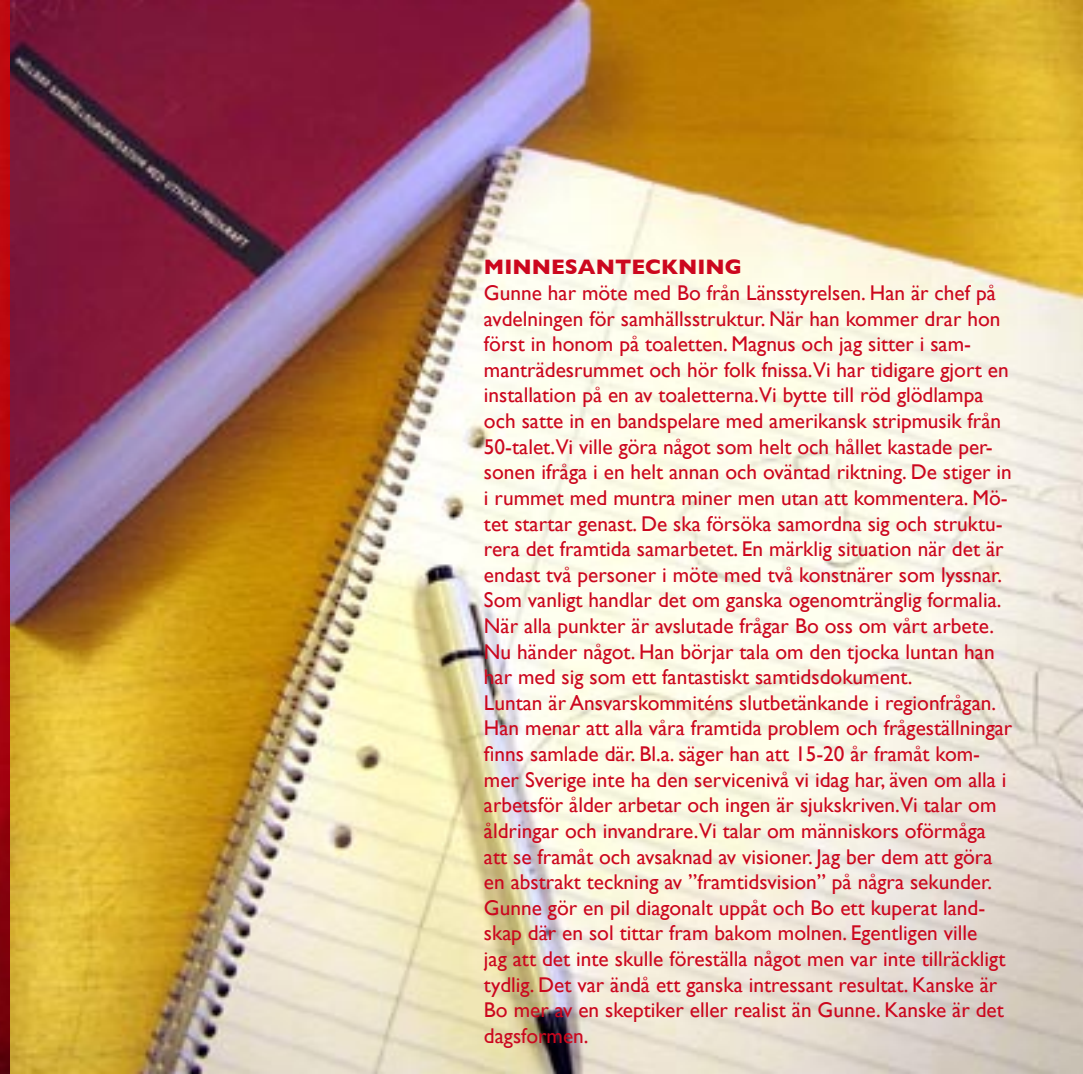 HÅLLBAR SAMHÄLLSORGANISATION MED UTVECKLINGSKRAFT
MINNESANTECKNING
Gunne har möte med Bo från Länsstyrelsen. Han är chef på
avdelningen för samhällsstruktur. När han kommer drar hon
först in honom på toaletten. Magnus och jag sitter i sam-
manträdesrummet och hör folk fnissa. Vi har tidigare gjort en
installation på en av toaletterna. Vi bytte till röd glödlampa
och satte in en bandspelare med amerikansk stripmusik från
50-talet. Vi ville göra något som helt och hållet kastade per-
sonen ifråga i en helt annan och oväntad riktning. De stiger in
i rummet med muntra miner men utan att kommentera. Mö-
tet startar genast. De ska försöka samordna sig och struktu-
rera det framtida samarbetet. En märklig situation när det är
endast två personer i möte med två konstnärer som lyssnar.
Som vanligt handlar det om ganska ogenomtränglig formalia.
När alla punkter är avslutade frågar Bo oss om vårt arbete.
Nu händer något. Han börjar tala om den tjocka luntan han
har med sig som ett fantastiskt samtidsdokument.
Luntan är Ansvarskommiténs slutbetänkande i regionfrågan.
Han menar att alla våra framtida problem och frågeställningar
finns samlade där. Bl.a. säger han att 15-20 år framåt kom-
mer Sverige inte ha den servicenivå vi idag har, även om alla i
arbetsför ålder arbetar och ingen är sjukskriven. Vi talar om
åldringar och invandrare. Vi talar om människors oförmåga
att se framåt och avsaknad av visioner. Jag ber dem att göra
en abstrakt teckning av ”framtidsvision” på några sekunder.
Gunne gör en pil diagonalt uppåt och Bo ett kuperat land-
skap där en sol tittar fram bakom molnen. Egentligen ville
jag att det inte skulle föreställa något men var inte tillräckligt
tydlig. Det var ändå ett ganska intressant resultat. Kanske är
Bo mer av en skeptiker eller realist än Gunne. Kanske är det
dagsformen.